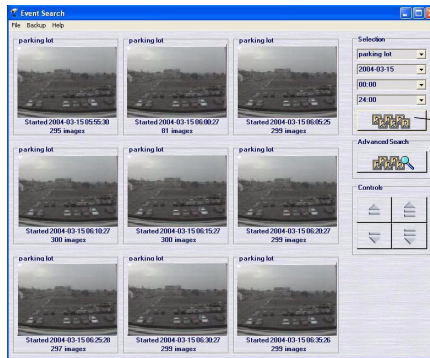 Event Search
File Backup Help
parking lot
Started 2004-03-15 05:55:30
295 images
parking lot
Started 2004-03-15 06:00:27
81 images
parking lot
Started 2004-03-15 06:05:25
299 images
parking lot
Started 2004-03-15 06:10:27
300 images
parking lot
Started 2004-03-15 06:15:27
300 images
parking lot
Started 2004-03-15 06:20:27
299 images
parking lot
Started 2004-03-15 06:25:28
297 images
parking lot
Started 2004-03-15 06:30:27
299 images
parking lot
Started 2004-03-15 06:35:26
299 images
Selection
parking lot
2004-03-15
00:00
24:00
Advanced Search
Controls